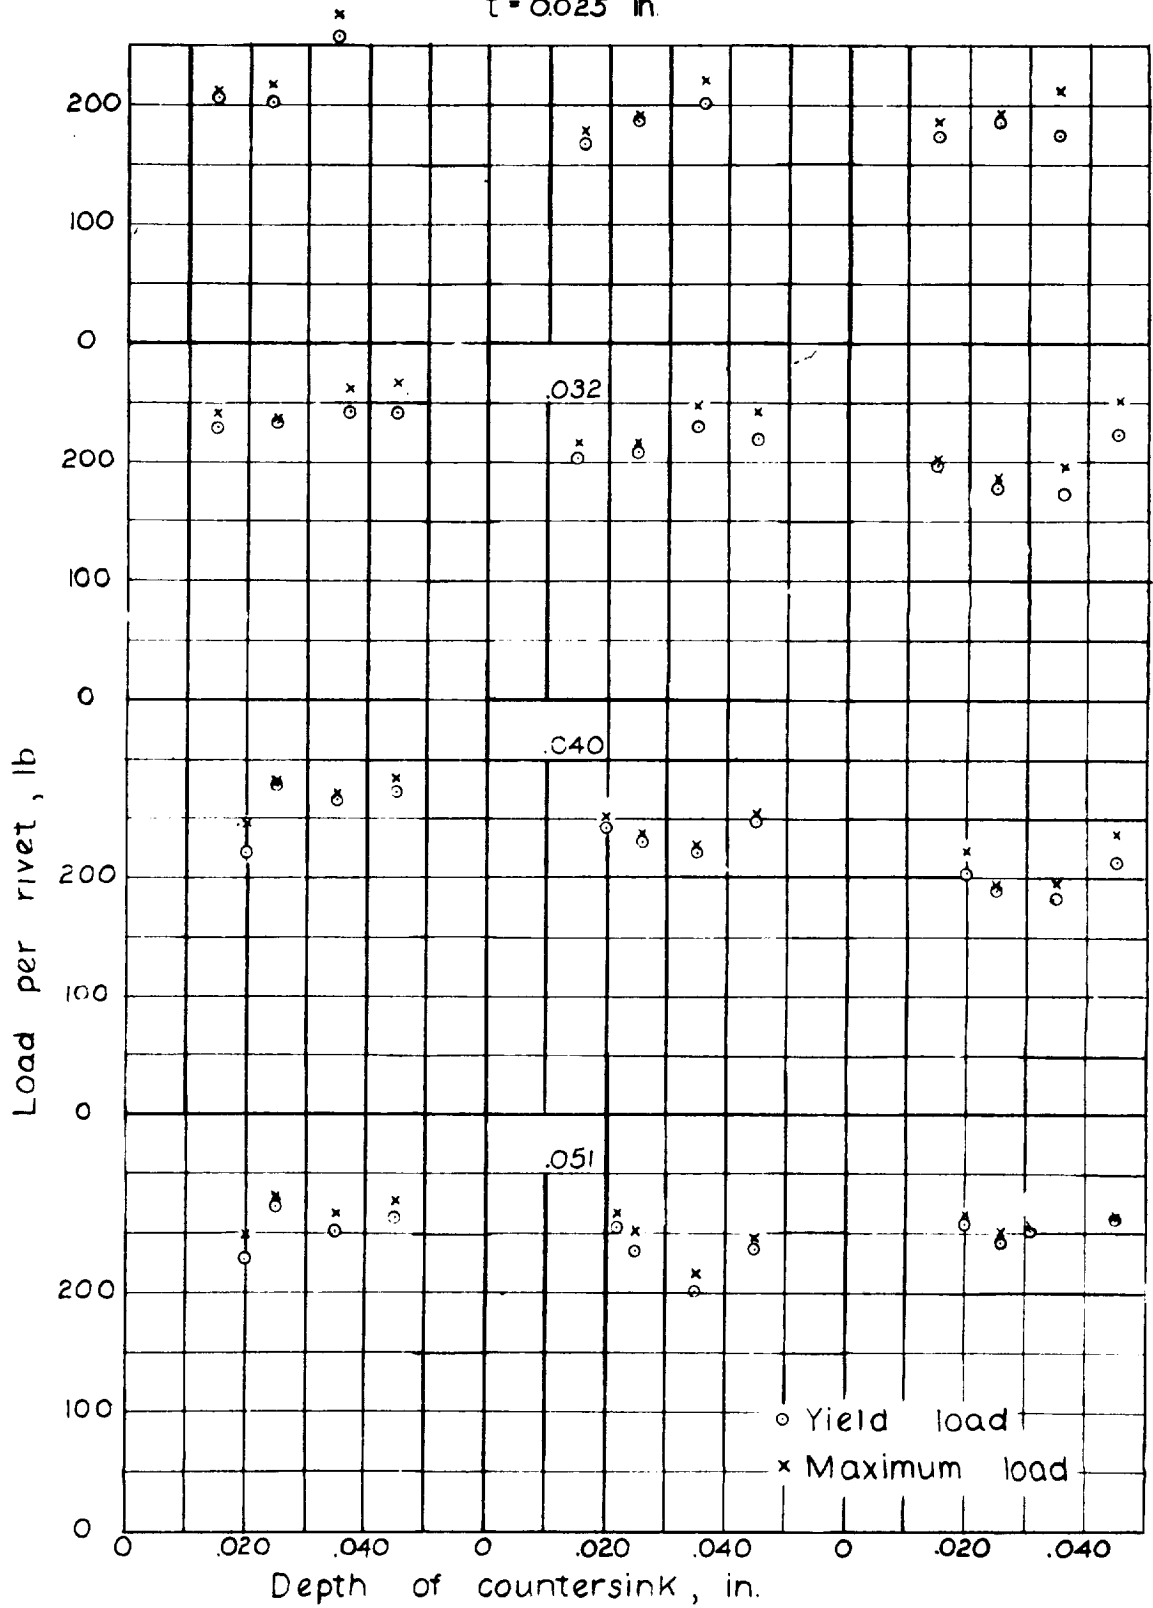 t = 0.025 in.
200
100
0
.032
200
100
0
.040
200
100
0
.051
200
100
0
Load per rivet, lb
⊙ Yield load
x Maximum load
0 .020 .040 0 .020 .040 0 .020 .040
Depth of countersink, in.